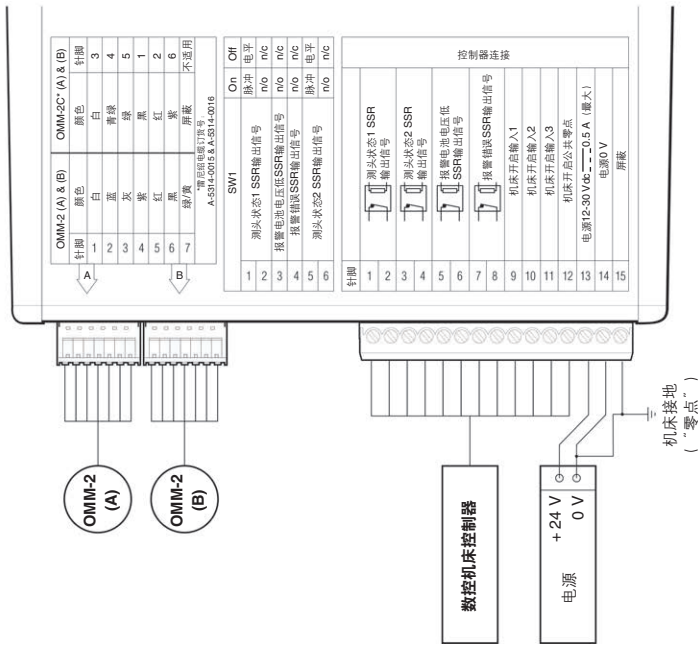 OMM-2 (A) & (B) OMM-2C* (A) & (B)
针脚 颜色 颜色 针脚
1 白 白 3
2 蓝 青绿 4
3 灰 绿 5
4 紫 黑 1
5 红 红 2
6 黑 紫 6
7 绿/黄 屏蔽 不适用
*雷尼绍电缆订货号:
A-5314-0015 & A-5314-0016
A
B
SW1 On Off
1 测头状态1 SSR输出信号 脉冲 电平
2 n/o n/c
3 报警电池电压低SSR输出信号 n/o n/c
4 报警错误SSR输出信号 n/o n/c
5 测头状态2 SSR输出信号 脉冲 电平
6 n/o n/c
针脚 控制器连接
1 测头状态1 SSR
2 输出信号
3 测头状态2 SSR
4 输出信号
5 报警电池电压低
6 SSR输出信号
7 报警错误SSR输出信号
8
9 机床开启输入1
10 机床开启输入2
11 机床开启输入3
12 机床开启公共零点
13 电源12-30 Vdc 0.5 A (最大)
14 电源0 V
15 屏蔽
OMM-2
(A)
OMM-2
(B)
数控机床控制器
电源
+ 24 V
0 V
机床接地
(“零点”)